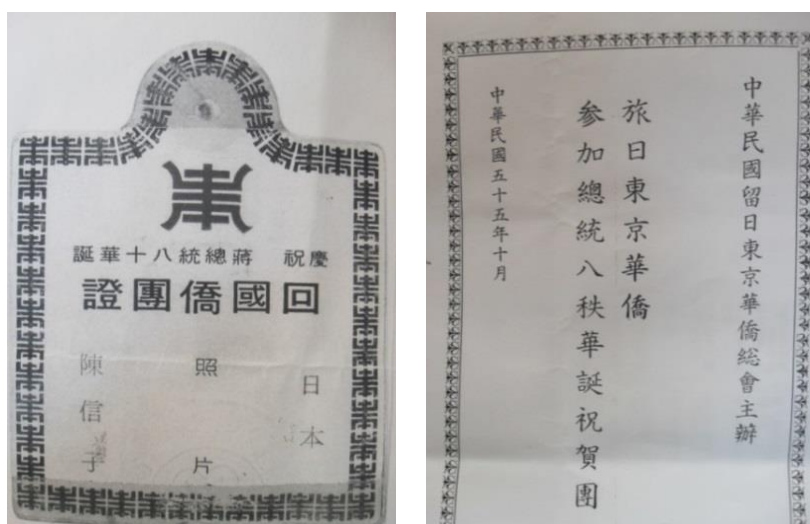 慶祝 蔣總統八十華誕
回國僑團證
日本
照片
陳信子
中華民國留日東京華僑総會主辦
旅日東京華僑
参加總統八秩華誕祝賀團
中華民國五十五年十月